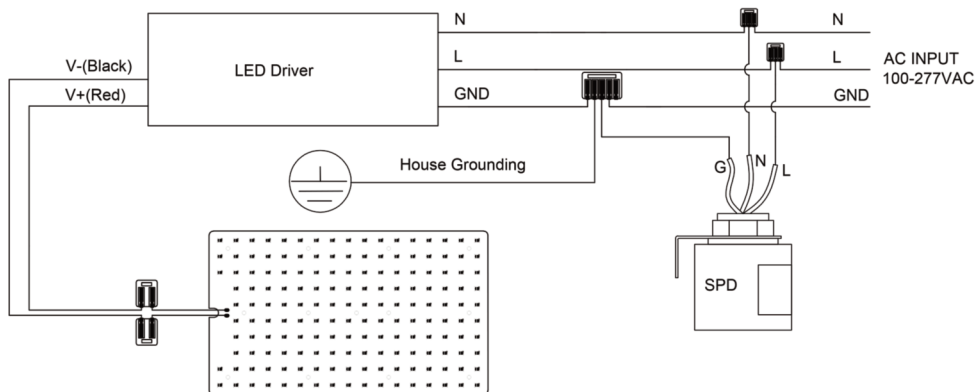 N
N
V-(Black)
LED Driver
L
L
AC INPUT
100-277VAC
V+(Red)
GND
GND
House Grounding
G
N
L
SPD